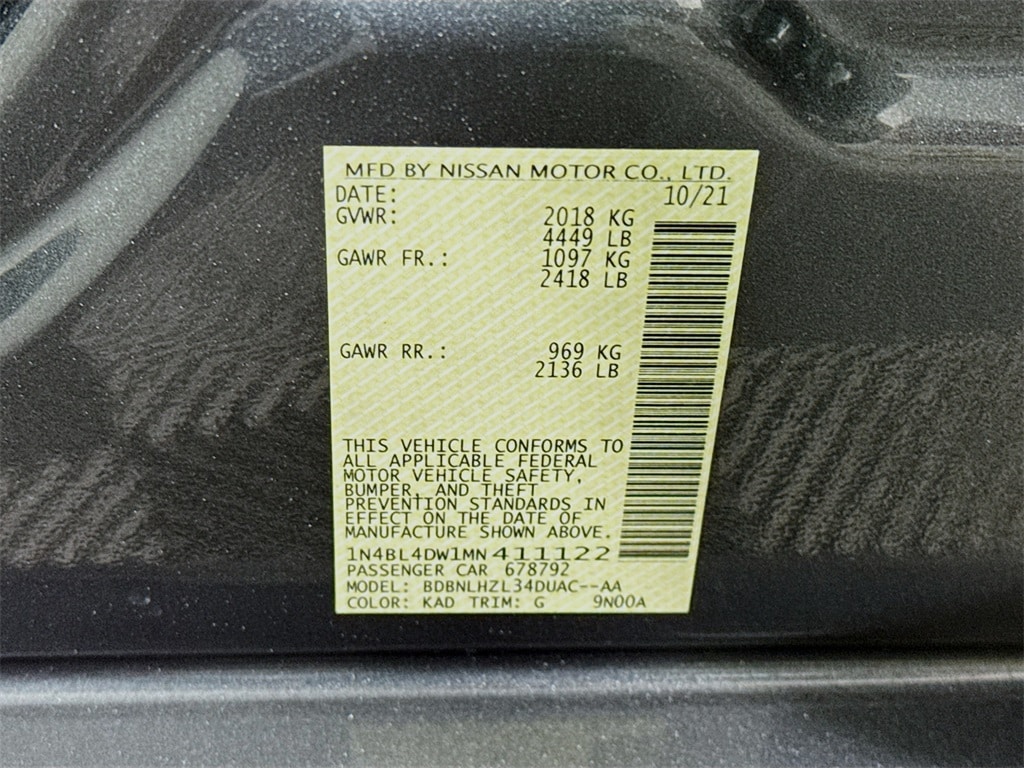 MFD BY NISSAN MOTOR CO., LTD.
DATE: 10/21
GVWR: 2018 KG
4449 LB
GAWR FR.: 1097 KG
2418 LB
GAWR RR.: 969 KG
2136 LB
THIS VEHICLE CONFORMS TO
ALL APPLICABLE FEDERAL
MOTOR VEHICLE SAFETY,
BUMPER, AND THEFT
PREVENTION STANDARDS IN
EFFECT ON THE DATE OF
MANUFACTURE SHOWN ABOVE.
1N4BL4DW1MN411122
PASSENGER CAR 678792
MODEL: BDBNLHZL34DUAC--AA
COLOR: KAD TRIM: G 9N00A